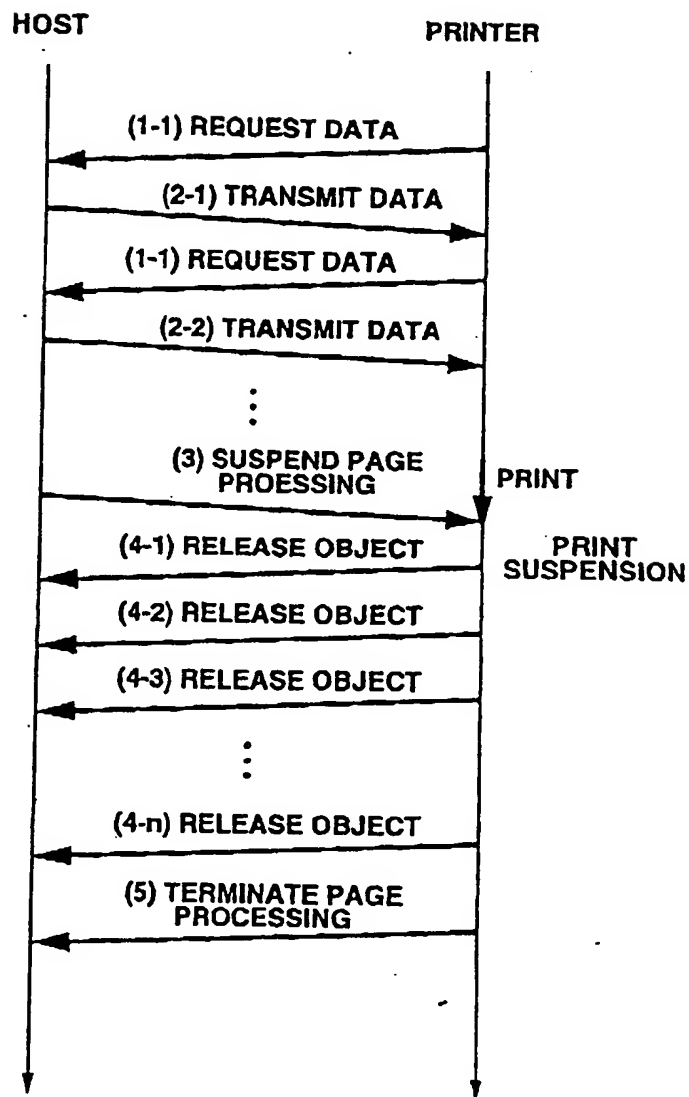 HOST
PRINTER
(1-1) REQUEST DATA
(2-1) TRANSMIT DATA
(1-1) REQUEST DATA
(2-2) TRANSMIT DATA
(3) SUSPEND PAGE
PROESSING
PRINT
(4-1) RELEASE OBJECT
PRINT
SUSPENSION
(4-2) RELEASE OBJECT
(4-3) RELEASE OBJECT
(4-n) RELEASE OBJECT
(5) TERMINATE PAGE
PROCESSING